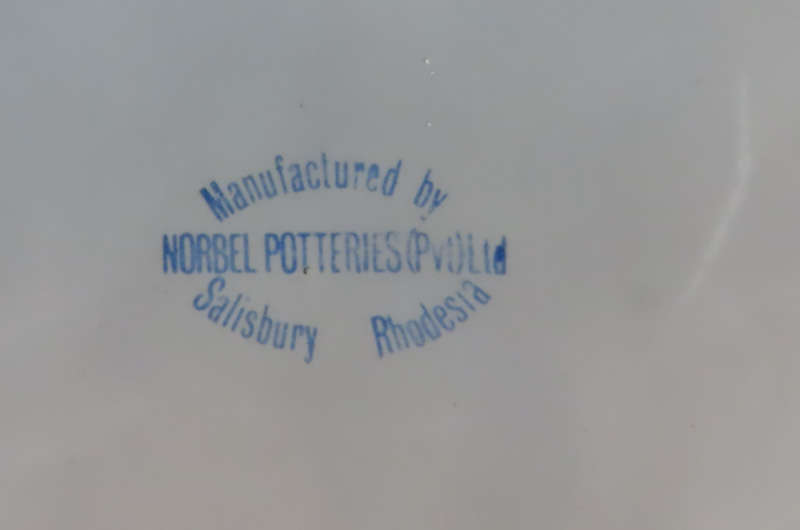 Manufactured by
NORBEL POTTERIES (Pvt) Ltd
Salisbury Rhodesia